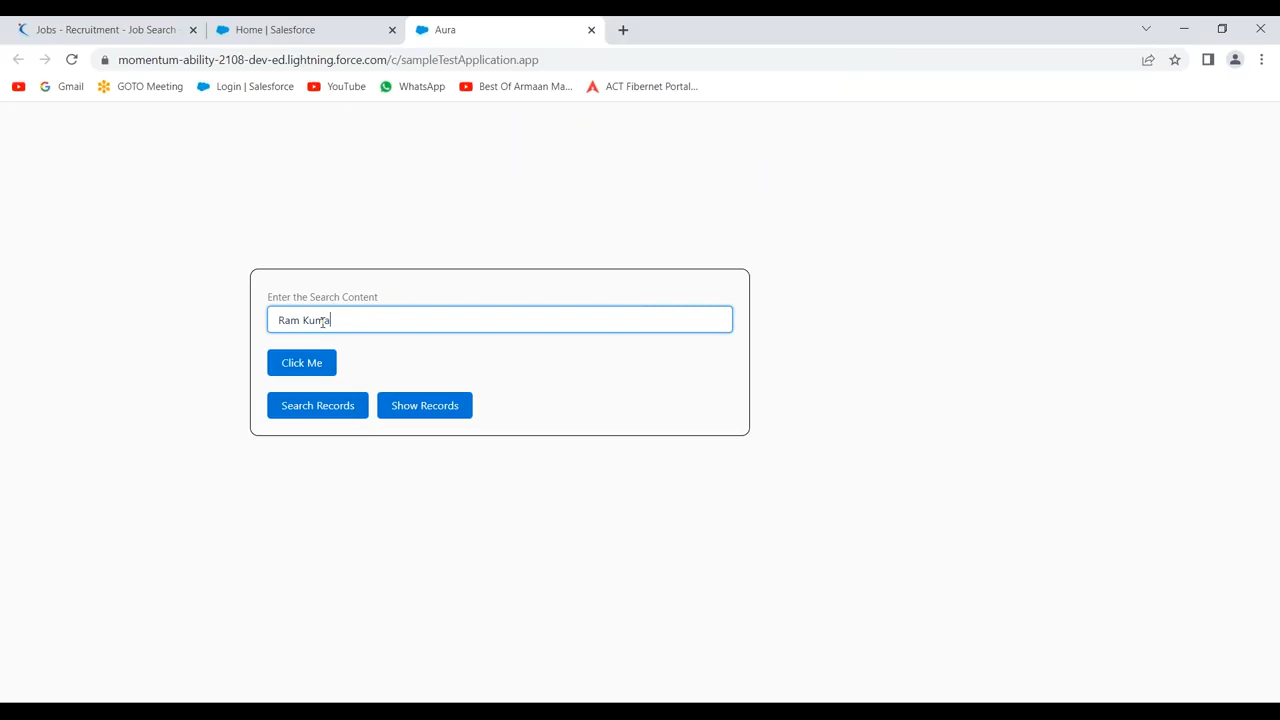 Jobs - Recruitment - Job Search
Home | Salesforce
Aura
momentum-ability-2108-dev-ed.lightning.force.com/c/sampleTestApplication.app
Gmail
GOTO Meeting
Login | Salesforce
YouTube
WhatsApp
Best Of Armaan Ma...
ACT Fibernet Portal...
Enter the Search Content
Ram Kuma
Click Me
Search Records
Show Records